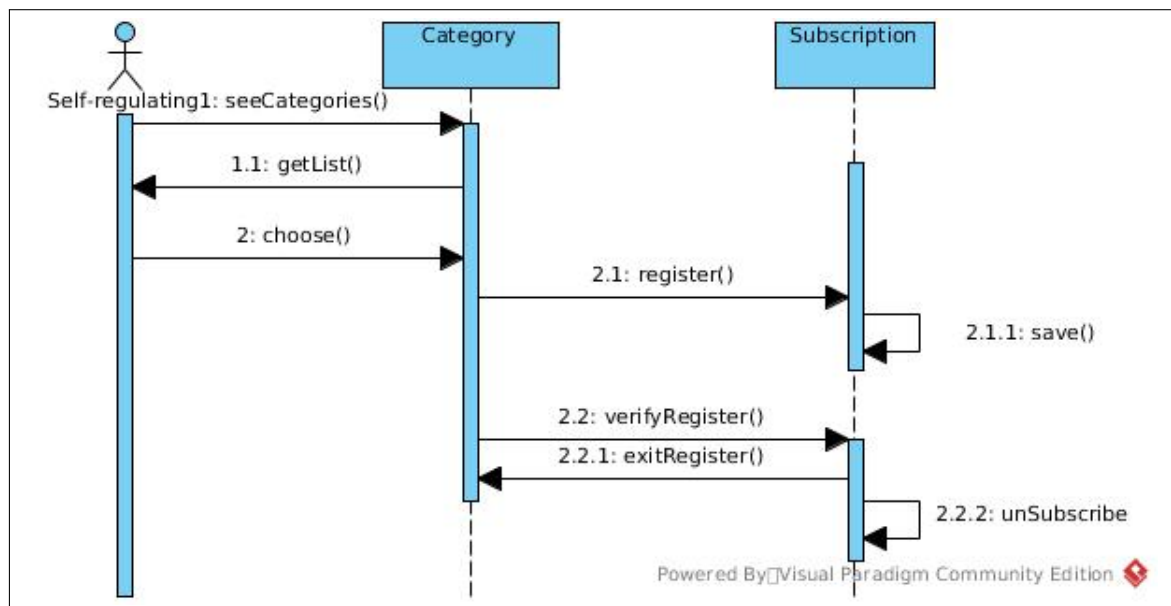 Category
Subscription
Self-regulating1: seeCategories()
1.1: getList()
2: choose()
2.1: register()
2.1.1: save()
2.2: verifyRegister()
2.2.1: exitRegister()
2.2.2: unSubscribe
Powered By▯Visual Paradigm Community Edition